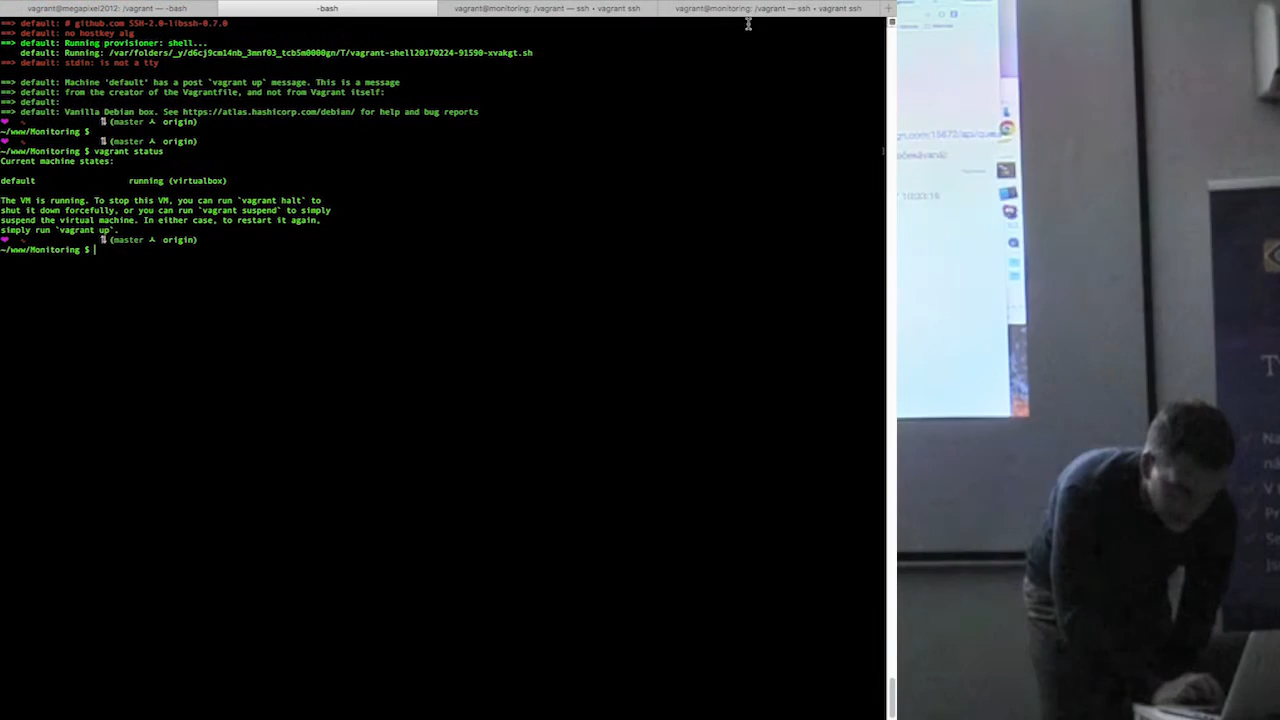 vagrant@megapixel2012: /vagrant — -bash
-bash
vagrant@monitoring: /vagrant — ssh • vagrant ssh
vagrant@monitoring: /vagrant — ssh • vagrant ssh
==> default: # github.com SSH-2.0-libssh-0.7.0
==> default: no hostkey alg
==> default: Running provisioner: shell...
default: Running: /var/folders/_y/d6cj9cm14nb_3mnf03_tcb5m0000gn/T/vagrant-shell20170224-91590-xvakgt.sh
==> default: stdin: is not a tty
==> default: Machine 'default' has a post `vagrant up` message. This is a message
==> default: from the creator of the Vagrantfile, and not from Vagrant itself:
==> default:
==> default: Vanilla Debian box. See https://atlas.hashicorp.com/debian/ for help and bug reports
(master origin)
~/www/Monitoring $
(master origin)
~/www/Monitoring $ vagrant status
Current machine states:
default running (virtualbox)
The VM is running. To stop this VM, you can run `vagrant halt` to
shut it down forcefully, or you can run `vagrant suspend` to simply
suspend the virtual machine. In either case, to restart it again,
simply run `vagrant up`.
(master origin)
~/www/Monitoring $